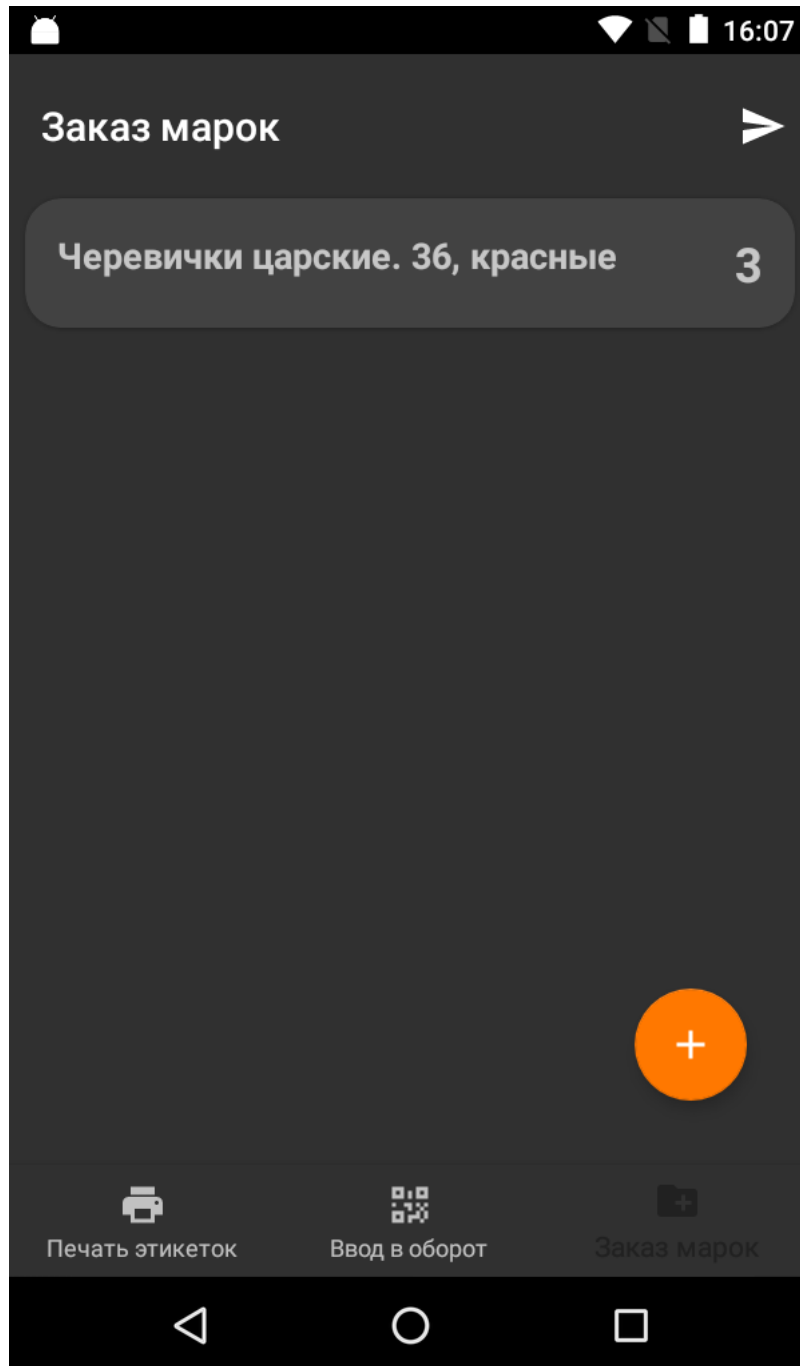 16:07
Заказ марок
Черевички царские. 36, красные
3
Печать этикеток
Ввод в оборот
Заказ марок